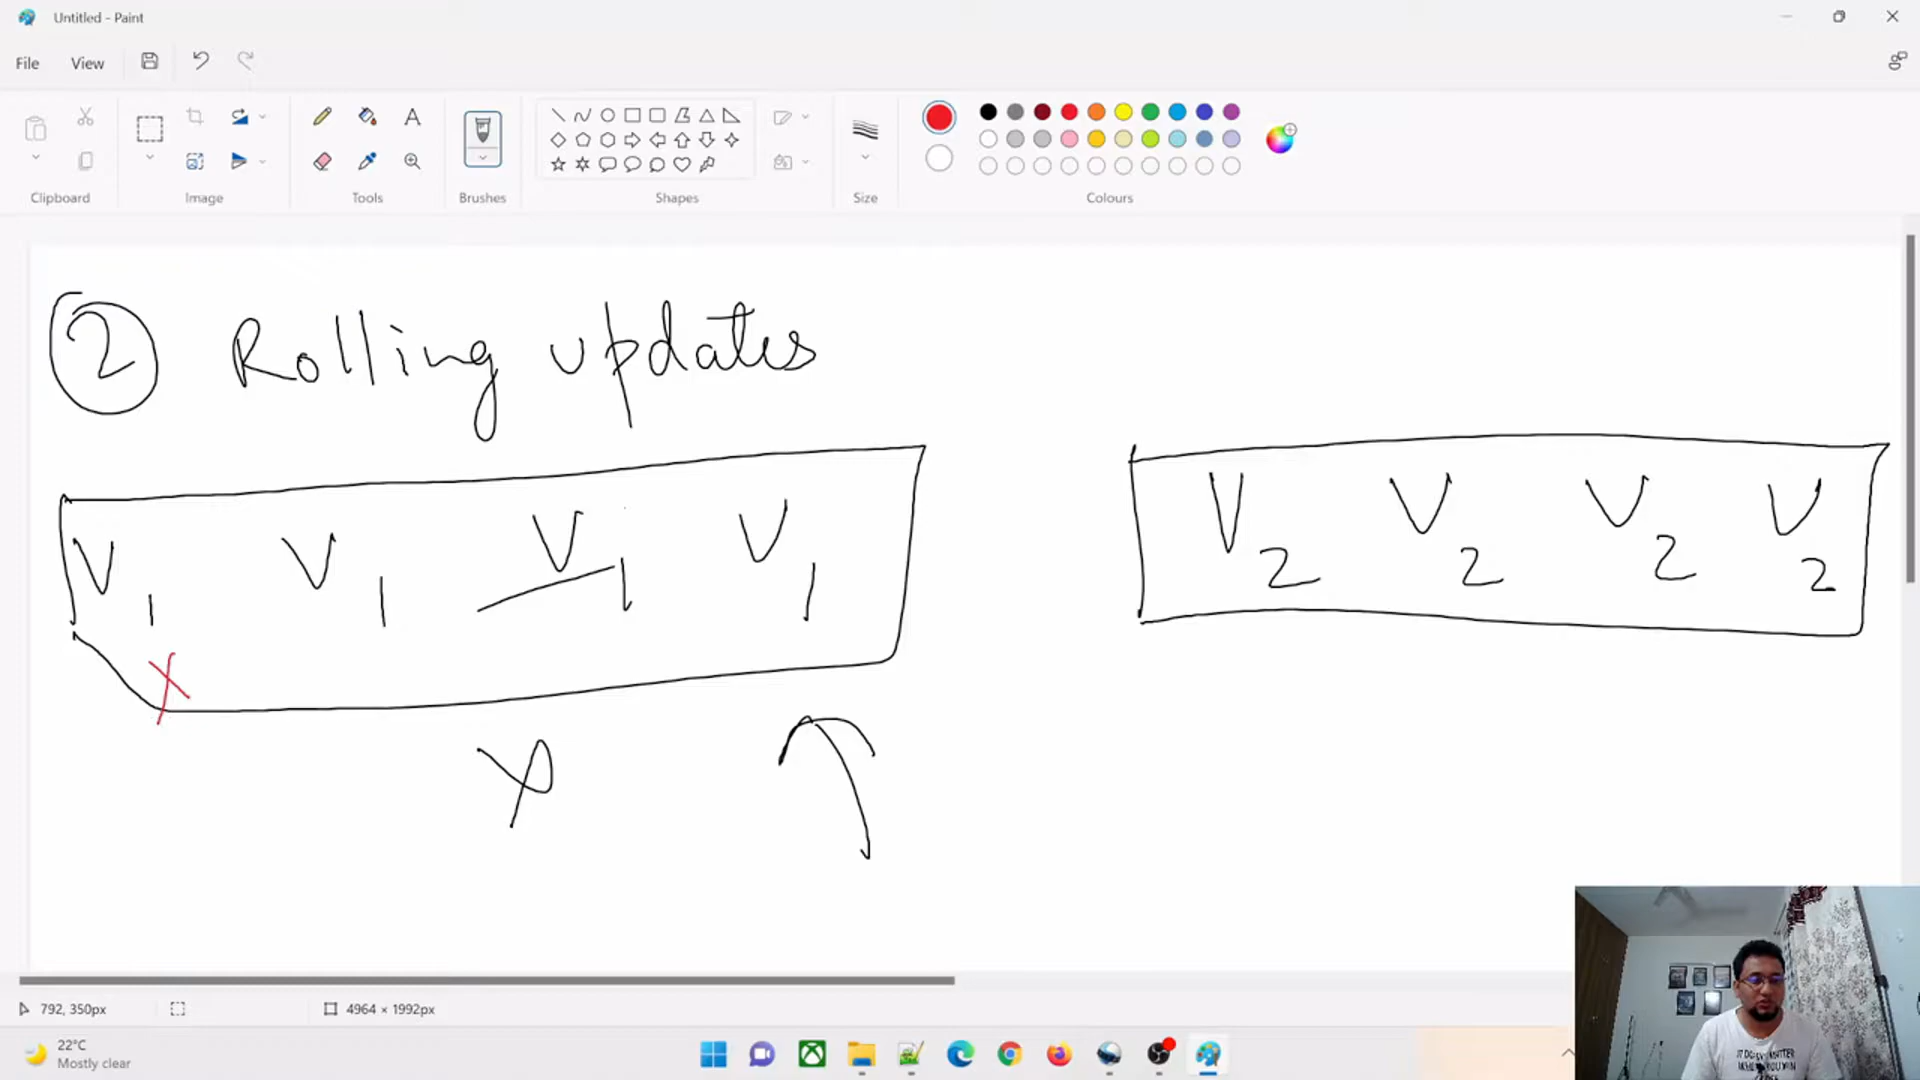 Untitled - Paint
File View
Clipboard Image Tools Brushes Shapes Size Colours
2 Rolling updates
V1 V1 V1 V1
V2 V2 V2 V2
X
792, 350px 4964 × 1992px
22°C
Mostly clear